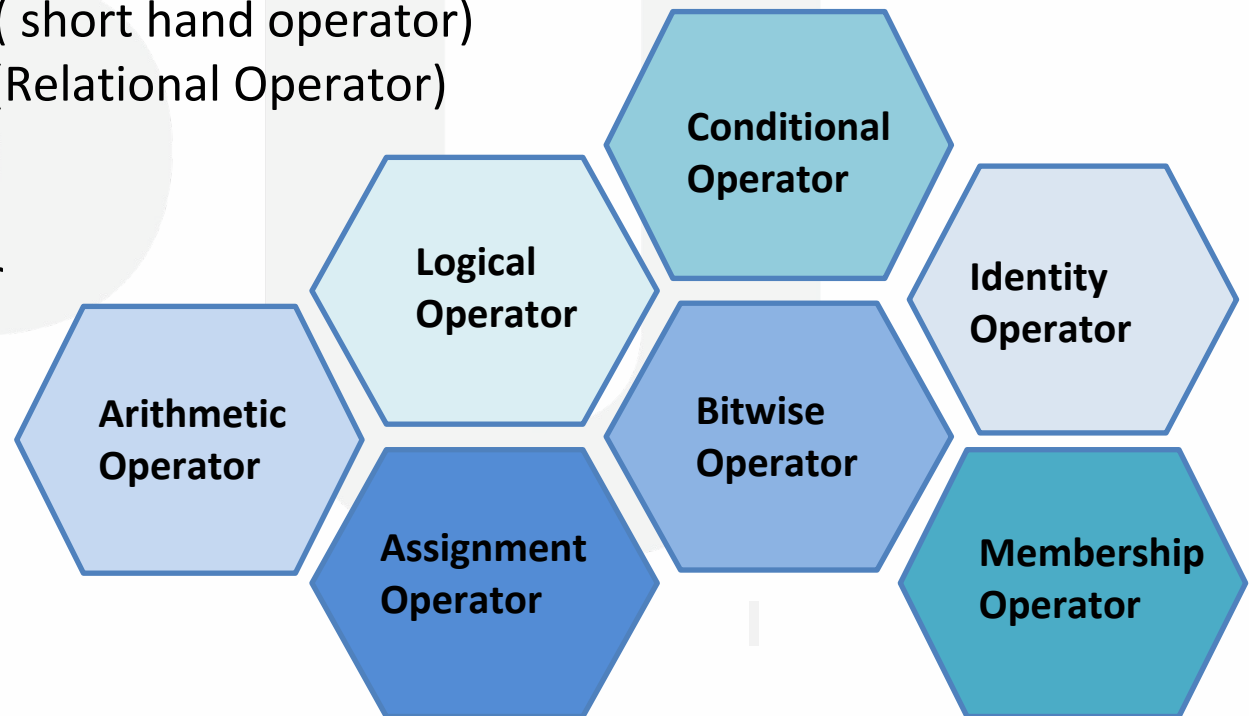 ( short hand operator)
(Relational Operator)
Conditional
Operator
Logical
Operator
Identity
Operator
Arithmetic
Operator
Bitwise
Operator
Assignment
Operator
Membership
Operator